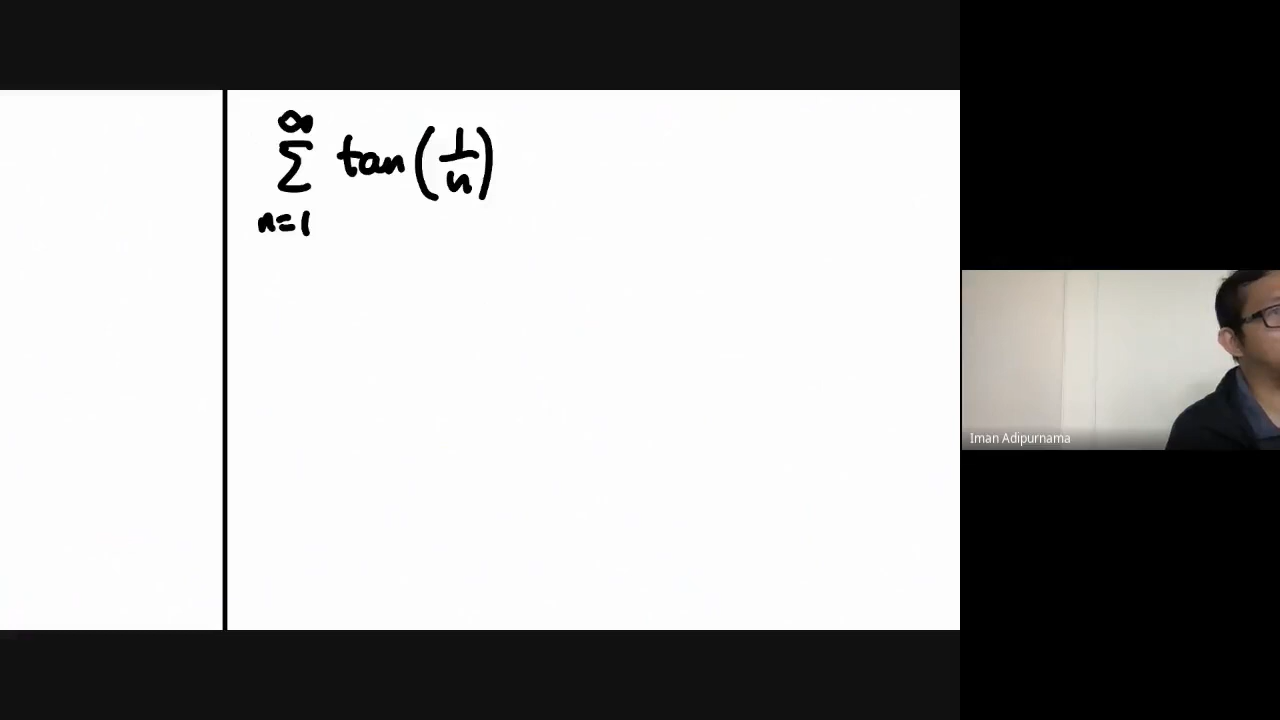 ∞
Σ tan(1/n)
n=1
Iman Adipurnama